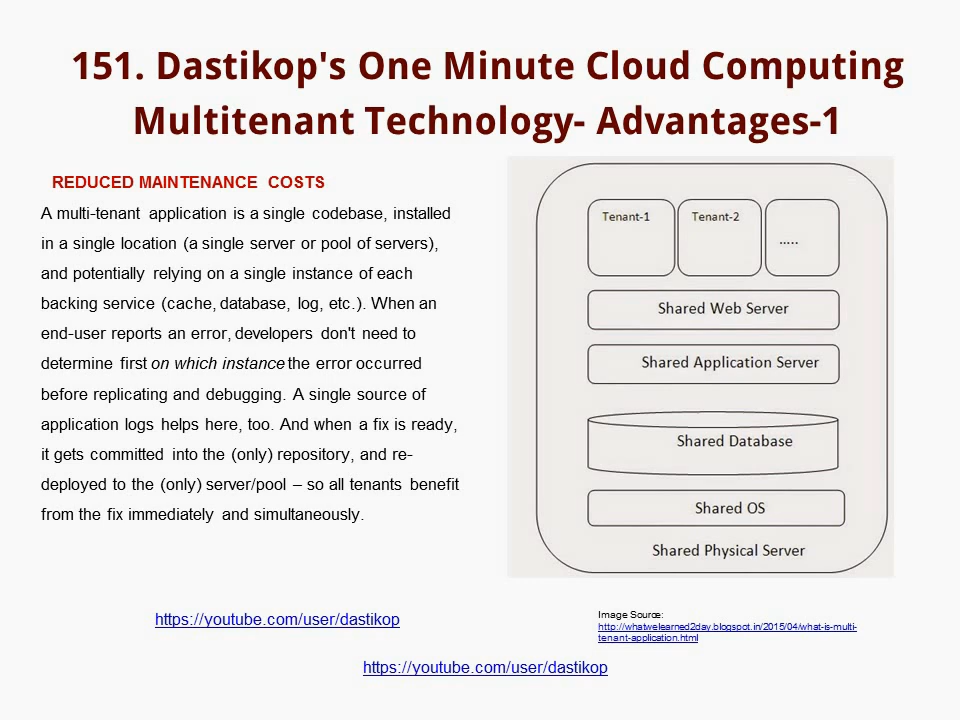 151. Dastikop's One Minute Cloud Computing
Multitenant Technology- Advantages-1
REDUCED MAINTENANCE COSTS
A multi-tenant application is a single codebase, installed
in a single location (a single server or pool of servers),
and potentially relying on a single instance of each
backing service (cache, database, log, etc.). When an
end-user reports an error, developers don't need to
determine first on which instance the error occurred
before replicating and debugging. A single source of
application logs helps here, too. And when a fix is ready,
it gets committed into the (only) repository, and re-
deployed to the (only) server/pool – so all tenants benefit
from the fix immediately and simultaneously.
Tenant-1
Tenant-2
.....
Shared Web Server
Shared Application Server
Shared Database
Shared OS
Shared Physical Server
https://youtube.com/user/dastikop
Image Source:
http://whatwelearned2day.blogspot.in/2015/04/what-is-multi-
tenant-application.html
https://youtube.com/user/dastikop